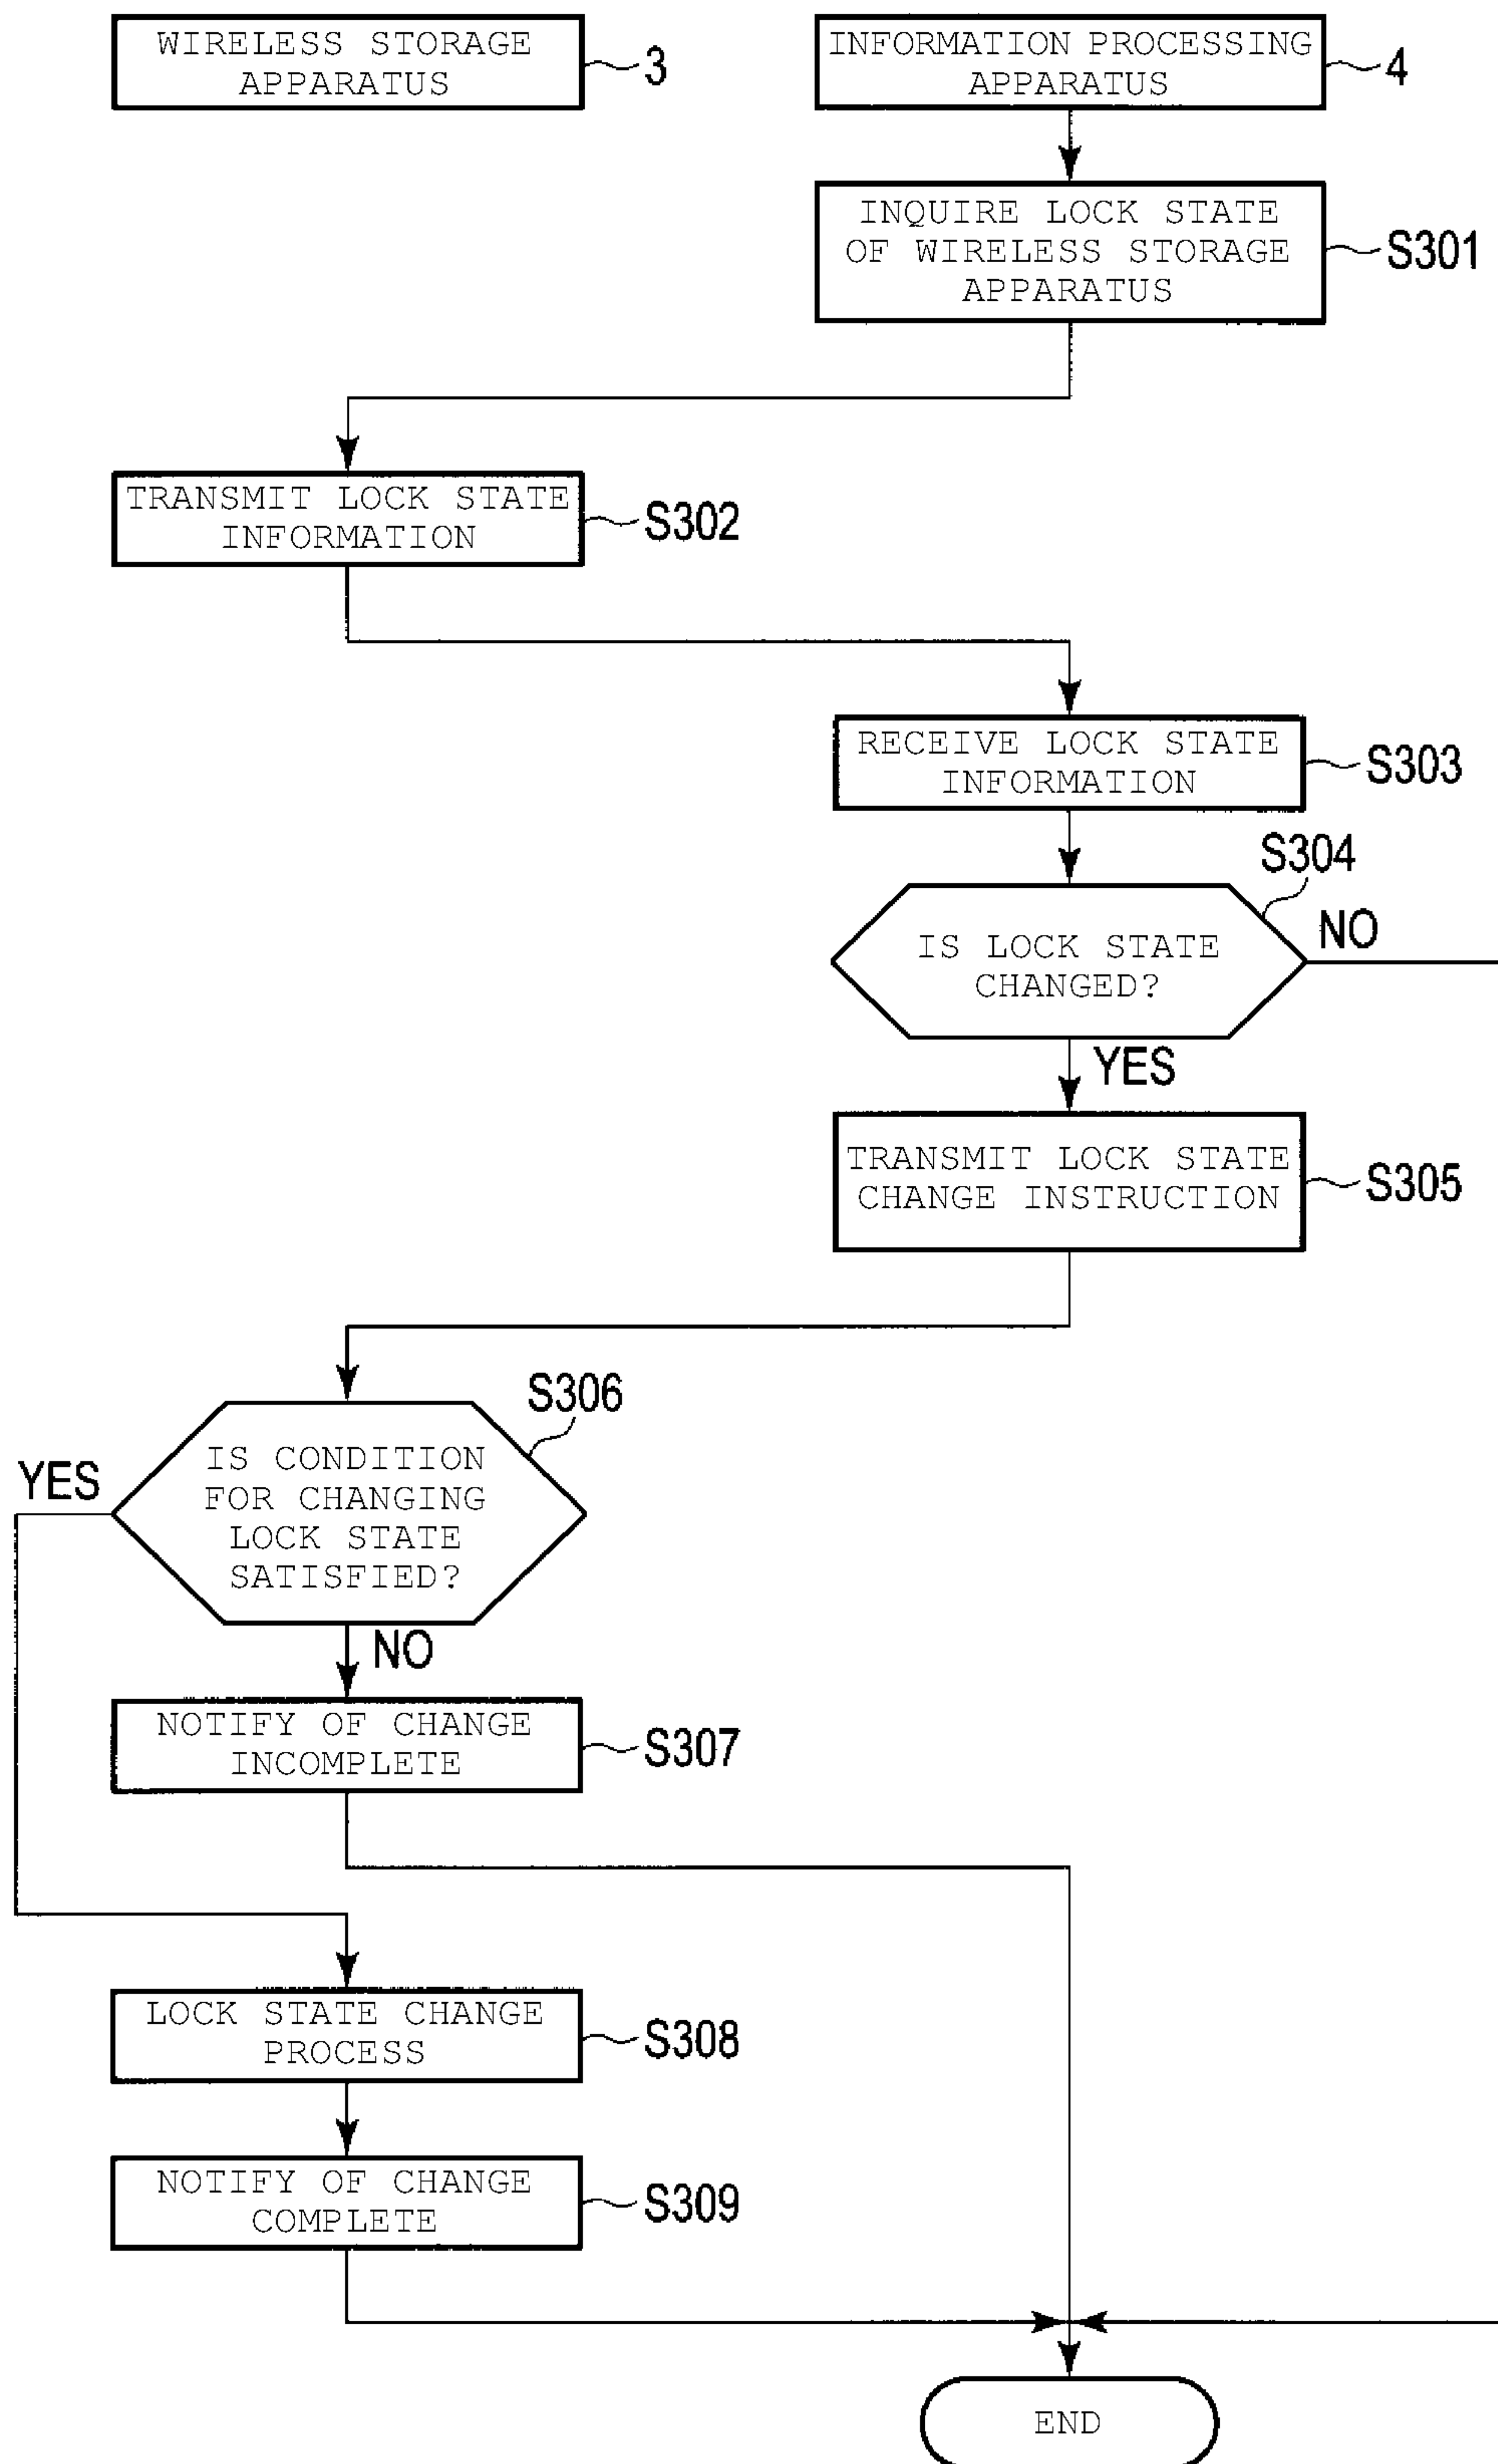 WIRELESS STORAGE
APPARATUS
3
INFORMATION PROCESSING
APPARATUS
4
INQUIRE LOCK STATE
OF WIRELESS STORAGE
APPARATUS
S301
TRANSMIT LOCK STATE
INFORMATION
S302
RECEIVE LOCK STATE
INFORMATION
S303
S304
IS LOCK STATE
CHANGED?
NO
YES
TRANSMIT LOCK STATE
CHANGE INSTRUCTION
S305
S306
IS CONDITION
FOR CHANGING
LOCK STATE
SATISFIED?
YES
NO
NOTIFY OF CHANGE
INCOMPLETE
S307
LOCK STATE CHANGE
PROCESS
S308
NOTIFY OF CHANGE
COMPLETE
S309
END